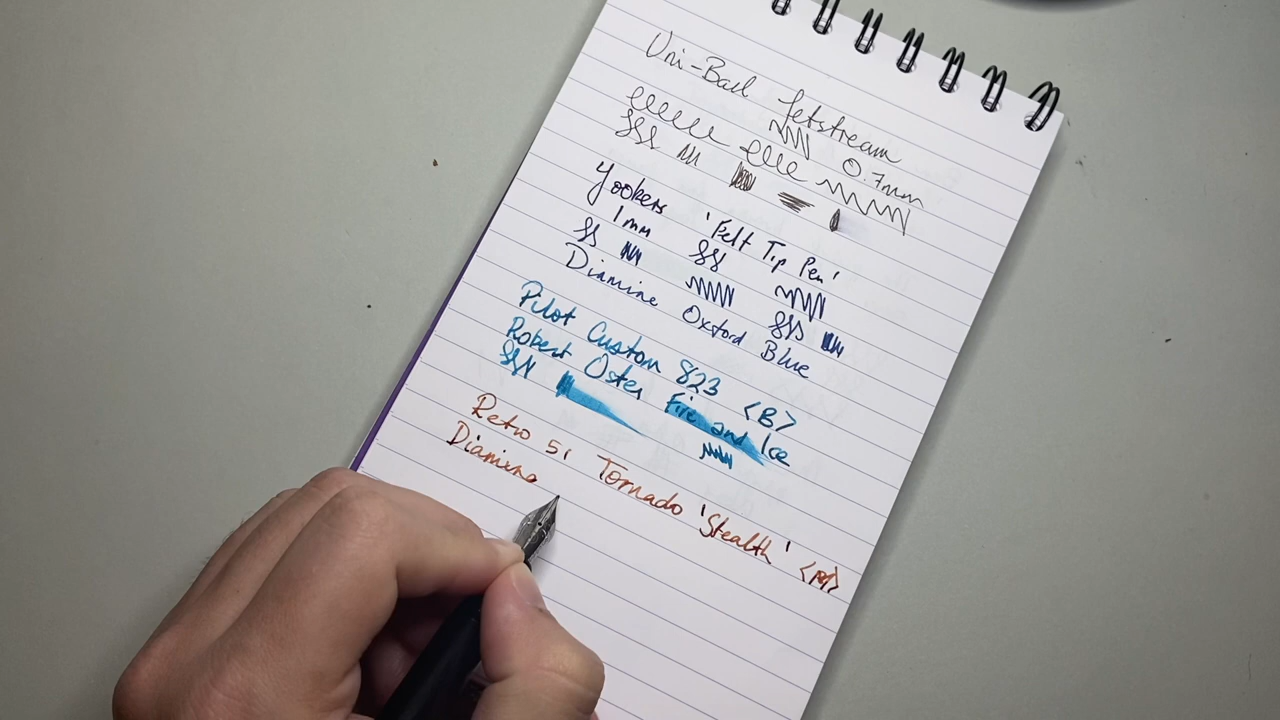 Uni-Ball Jetstream
0.7mm
Yookers 'Felt Tip Pen'
1mm
Diamine Oxford Blue
Pilot Custom 823 <B>
Robert Oster Fire and Ice
Retro 51 Tornado 'Stealth' <M>
Diamine